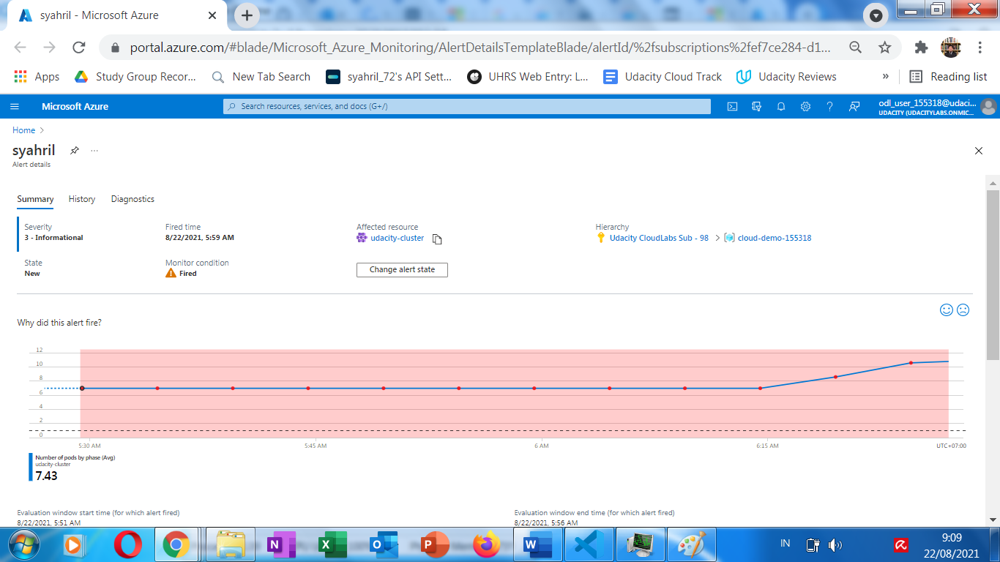 syahril - Microsoft Azure
portal.azure.com/#blade/Microsoft_Azure_Monitoring/AlertDetailsTemplateBlade/alertId/%2fsubscriptions%2fef7ce284-d1...
Apps Study Group Recor... New Tab Search syahril_72's API Sett... UHRS Web Entry: L... Udacity Cloud Track Udacity Reviews » Reading list
Microsoft Azure Search resources, services, and docs (G+/) odl_user_155318@udaci...
UDACITY (UDACITYLABS.ONMIC...
Home >
syahril ...
Alert details
Summary History Diagnostics
Severity Fired time Affected resource Hierarchy
3 - Informational 8/22/2021, 5:59 AM udacity-cluster Udacity CloudLabs Sub - 98 > cloud-demo-155318
State Monitor condition
New Fired Change alert state
Why did this alert fire?
12
10
8
6
4
2
0
5:30 AM 5:45 AM 6 AM 6:15 AM UTC+07:00
Number of pods by phase (Avg)
udacity-cluster
7.43
Evaluation window start time (for which alert fired) Evaluation window end time (for which alert fired)
8/22/2021, 5:51 AM 8/22/2021, 5:56 AM
IN 9:09
22/08/2021